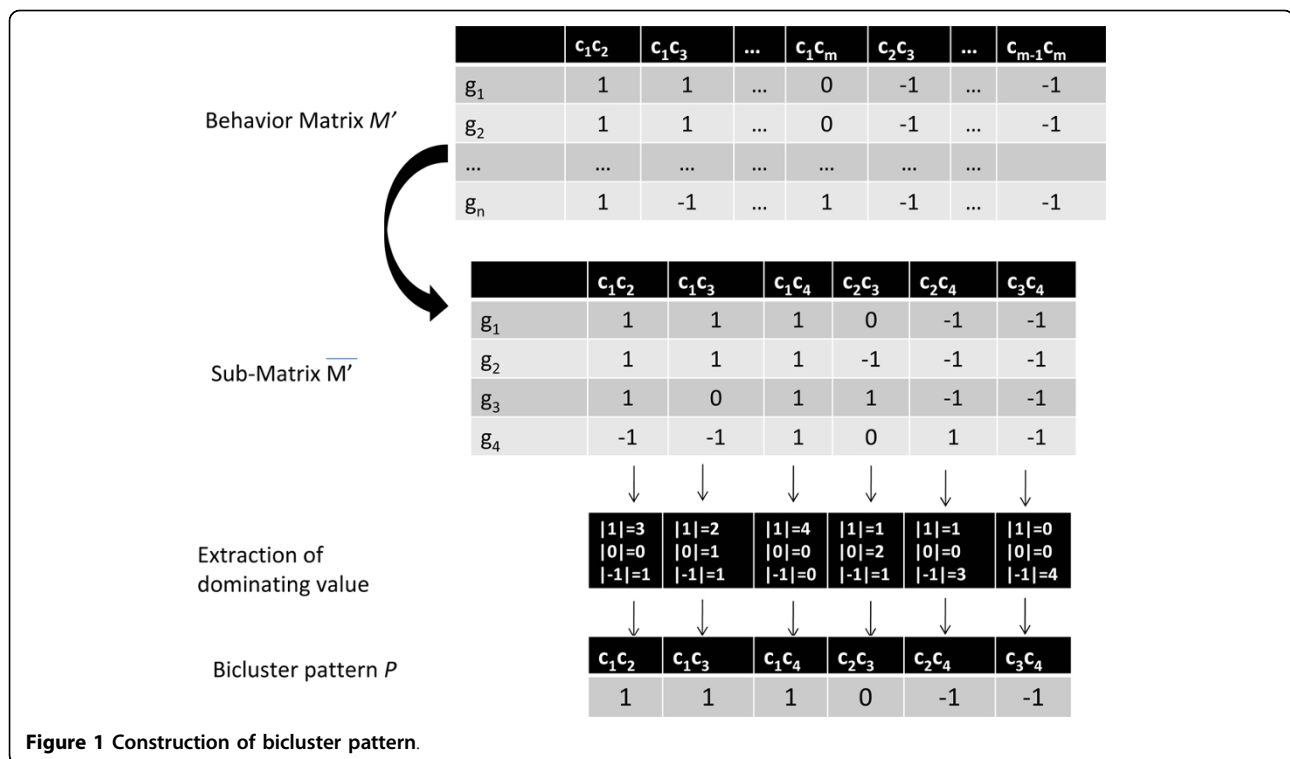 c₁c₂ c₁c₃ ... c₁cₘ c₂c₃ ... cₘ₋₁cₘ
g₁ 1 1 ... 0 -1 ... -1
Behavior Matrix M'
g₂ 1 1 ... 0 -1 ... -1
... ... ... ... ... ... ...
gₙ 1 -1 ... 1 -1 ... -1
c₁c₂ c₁c₃ c₁c₄ c₂c₃ c₂c₄ c₃c₄
g₁ 1 1 1 0 -1 -1
g₂ 1 1 1 -1 -1 -1
Sub-Matrix M̅'̅
g₃ 1 0 1 1 -1 -1
g₄ -1 -1 1 0 1 -1
|1|=3 |1|=2 |1|=4 |1|=1 |1|=1 |1|=0
|0|=0 |0|=1 |0|=0 |0|=2 |0|=0 |0|=0
|-1|=1 |-1|=1 |-1|=0 |-1|=1 |-1|=3 |-1|=4
Extraction of
dominating value
c₁c₂ c₁c₃ c₁c₄ c₂c₃ c₂c₄ c₃c₄
Bicluster pattern P
1 1 1 0 -1 -1
Figure 1 Construction of bicluster pattern.